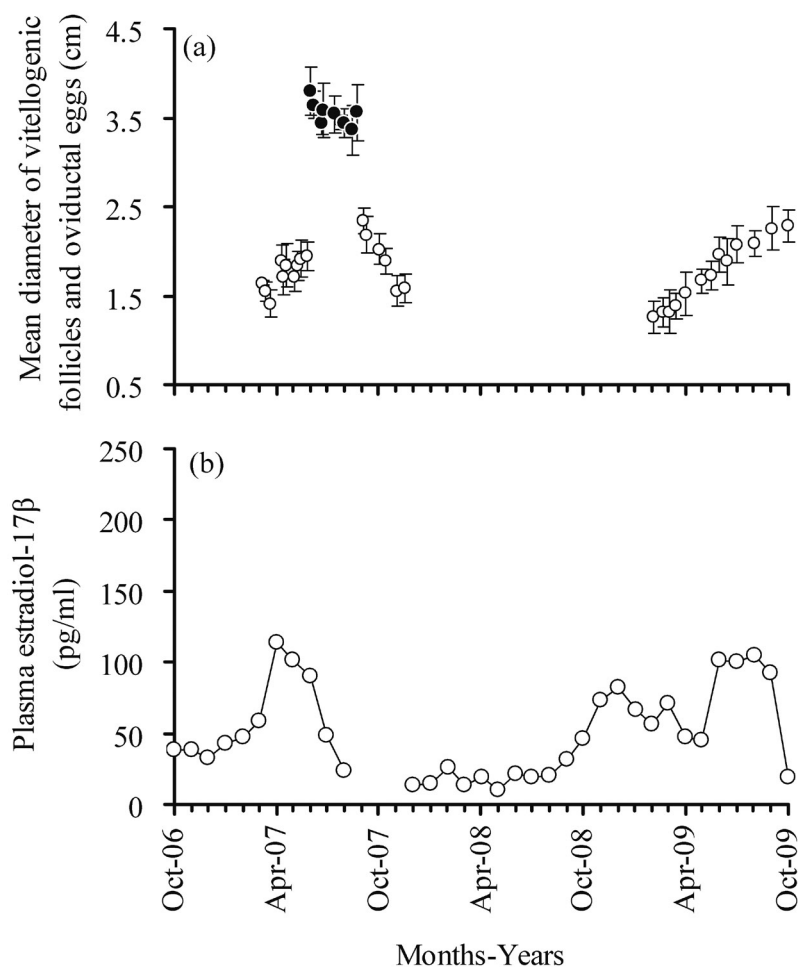 Mean diameter of vitellogenic
follicles and oviductal eggs (cm)
4.5
3.5
2.5
1.5
0.5
(a)
Plasma estradiol-17β
(pg/ml)
250
200
150
100
50
0
(b)
Oct-06
Apr-07
Oct-07
Apr-08
Oct-08
Apr-09
Oct-09
Months-Years